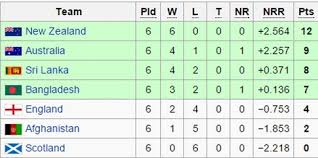 Team Pld W L T NR NRR Pts
New Zealand 6 6 0 0 0 +2.564 12
Australia 6 4 1 0 1 +2.257 9
Sri Lanka 6 4 2 0 0 +0.371 8
Bangladesh 6 3 2 0 1 +0.136 7
England 6 2 4 0 0 −0.753 4
Afghanistan 6 1 5 0 0 −1.853 2
Scotland 6 0 6 0 0 −2.218 0